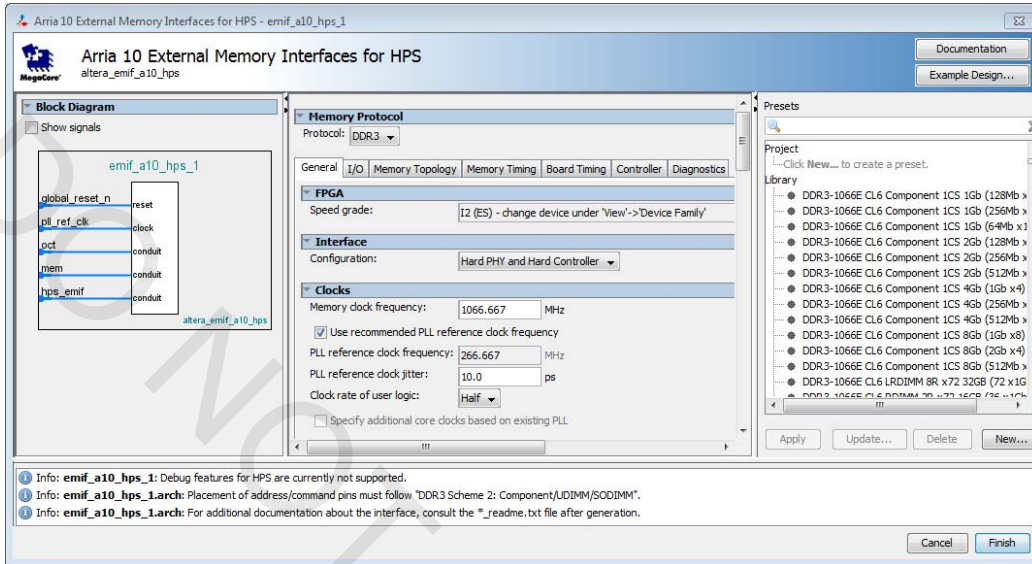 Arria 10 External Memory Interfaces for HPS - emif_a10_hps_1
MegaCore'
Arria 10 External Memory Interfaces for HPS
altera_emif_a10_hps
Documentation
Example Design...
Block Diagram
Show signals
emif_a10_hps_1
global_reset_n
reset
pll_ref_clk
clock
oct
conduit
mem
conduit
hps_emif
conduit
altera_emif_a10_hps
Memory Protocol
Protocol: DDR3
General I/O Memory Topology Memory Timing Board Timing Controller Diagnostics
FPGA
Speed grade: I2 (ES) - change device under 'View'->'Device Family'
Interface
Configuration: Hard PHY and Hard Controller
Clocks
Memory clock frequency: 1066.667 MHz
Use recommended PLL reference clock frequency
PLL reference clock frequency: 266.667 MHz
PLL reference clock jitter: 10.0 ps
Clock rate of user logic: Half
Specify additional core clocks based on existing PLL
Presets
Project
Click New... to create a preset.
Library
DDR3-1066E CL6 Component 1CS 1Gb (128Mb x
DDR3-1066E CL6 Component 1CS 1Gb (256Mb x
DDR3-1066E CL6 Component 1CS 1Gb (64Mb x1
DDR3-1066E CL6 Component 1CS 2Gb (128Mb x
DDR3-1066E CL6 Component 1CS 2Gb (256Mb x
DDR3-1066E CL6 Component 1CS 2Gb (512Mb x
DDR3-1066E CL6 Component 1CS 4Gb (1Gb x4)
DDR3-1066E CL6 Component 1CS 4Gb (256Mb x
DDR3-1066E CL6 Component 1CS 4Gb (512Mb x
DDR3-1066E CL6 Component 1CS 8Gb (1Gb x8)
DDR3-1066E CL6 Component 1CS 8Gb (2Gb x4)
DDR3-1066E CL6 Component 1CS 8Gb (512Mb x
DDR3-1066E CL6 LRDIMM 8R x72 32GB (72 x1G
Apply Update... Delete New...
Info: emif_a10_hps_1: Debug features for HPS are currently not supported.
Info: emif_a10_hps_1.arch: Placement of address/command pins must follow "DDR3 Scheme 2: Component/UDIMM/SODIMM".
Info: emif_a10_hps_1.arch: For additional documentation about the interface, consult the *_readme.txt file after generation.
Cancel Finish
DO NOT